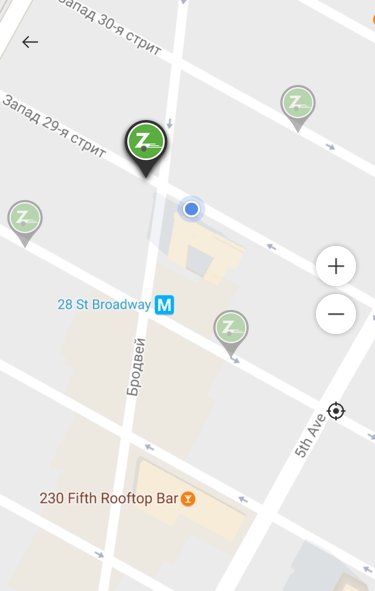 Запад 30-я стрит
Запад 29-я стрит
28 St Broadway M
Бродвей
5th Ave
230 Fifth Rooftop Bar